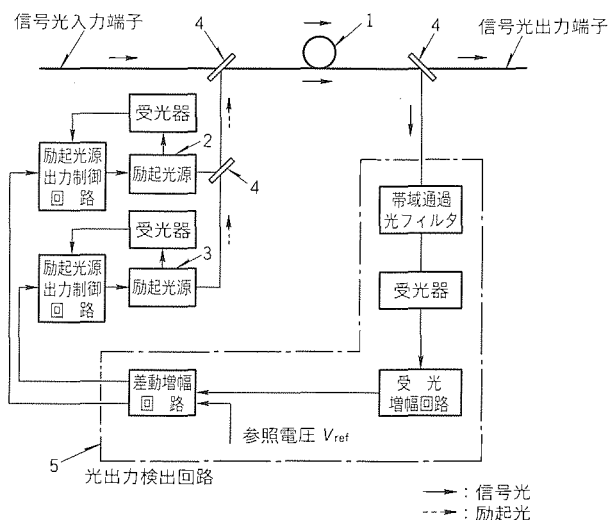 信号光入力端子
4
1
4
信号光出力端子
受光器
2
励起光源
出力制御
回 路
励起光源
4
受光器
3
励起光源
出力制御
回 路
励起光源
帯域通過
光フィルタ
受光器
受 光
増幅回路
差動増幅
回 路
参照電圧 Vref
5
光出力検出回路
: 信号光
: 励起光